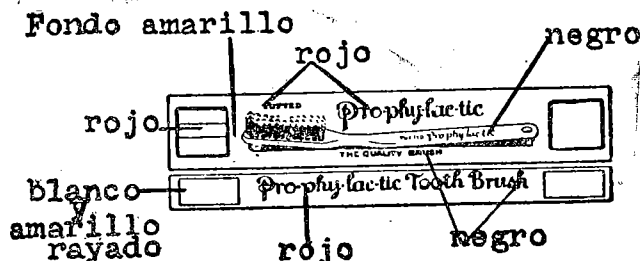 Fondo amarillo
rojo
negro
TUFTED
Pro-phy-lac-tic
rojo
THE QUALITY BRUSH
blanco
y
amarillo
rayado
Pro-phy-lac-tic Tooth Brush
rojo
negro